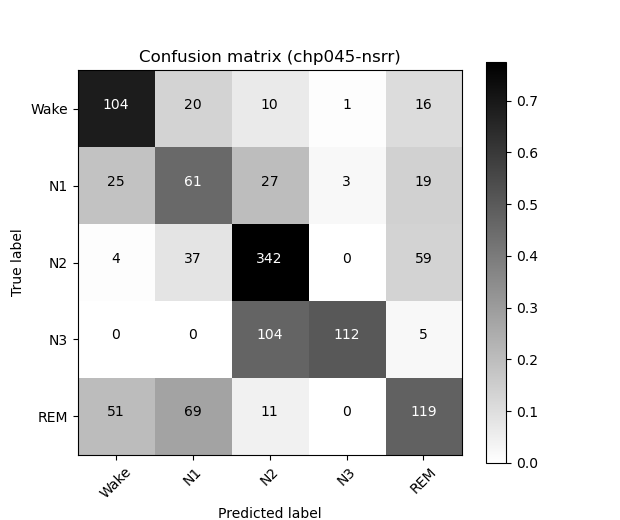 Confusion matrix (chp045-nsrr)
Wake 104 20 10 1 16
N1 25 61 27 3 19
N2 4 37 342 0 59
N3 0 0 104 112 5
REM 51 69 11 0 119
Wake N1 N2 N3 REM
True label
Predicted label
0.7
0.6
0.5
0.4
0.3
0.2
0.1
0.0